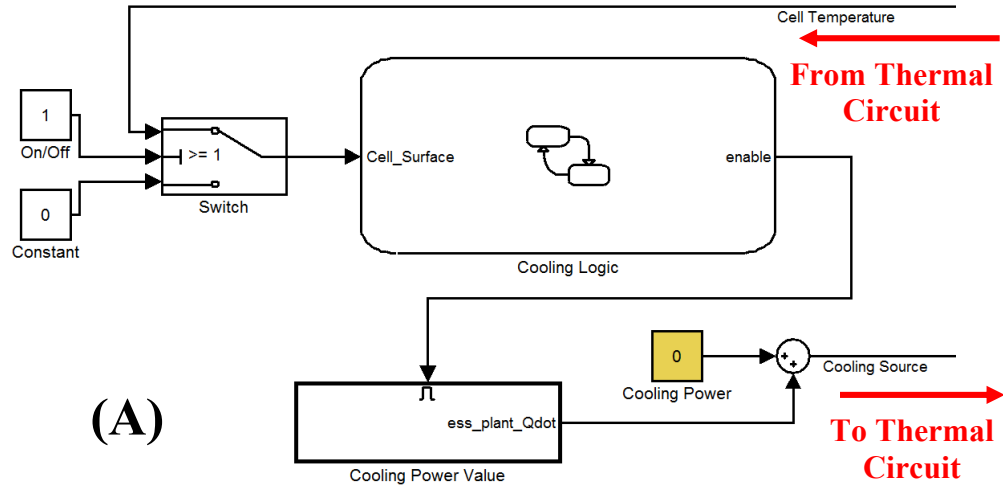 Cell Temperature
From Thermal
Circuit
1
On/Off
>= 1
Switch
0
Constant
Cell_Surface
enable
Cooling Logic
0
Cooling Power
+
+
Cooling Source
To Thermal
Circuit
ess_plant_Qdot
Cooling Power Value
(A)